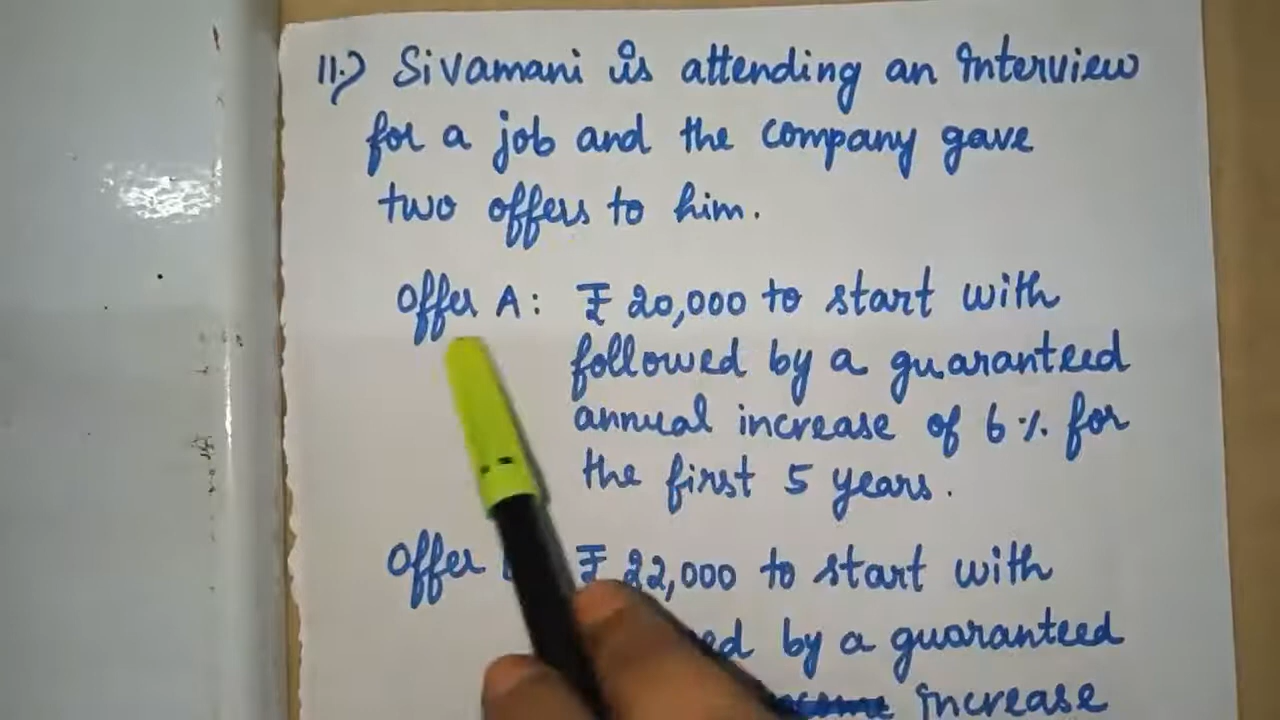 11.) Sivamani is attending an interview
for a job and the company gave
two offers to him.
Offer A: ₹ 20,000 to start with
followed by a guaranteed
annual increase of 6% for
the first 5 years.
Offer ₹ 22,000 to start with
by a guaranteed
increase